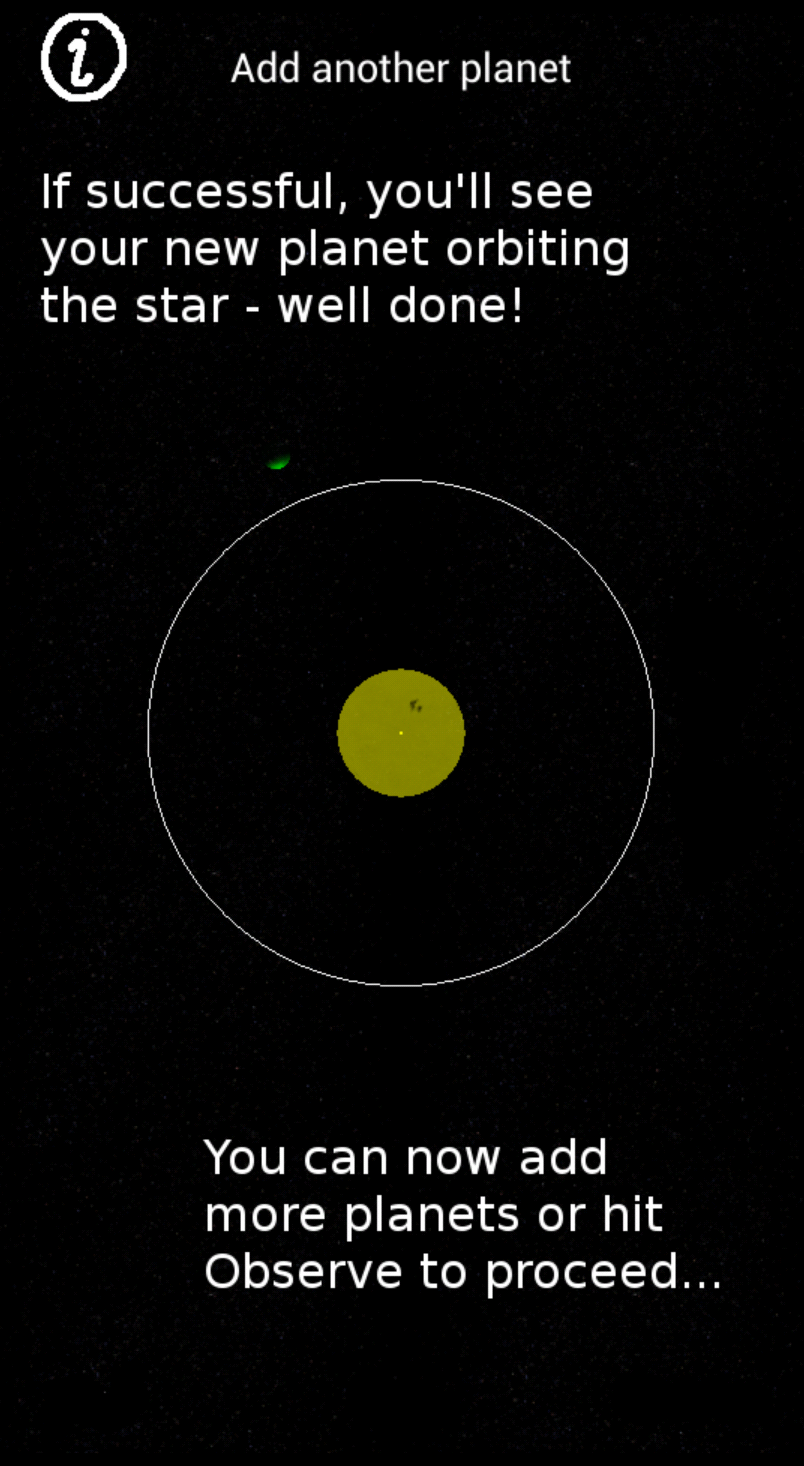 i
Add another planet
If successful, you'll see
your new planet orbiting
the star - well done!
You can now add
more planets or hit
Observe to proceed...